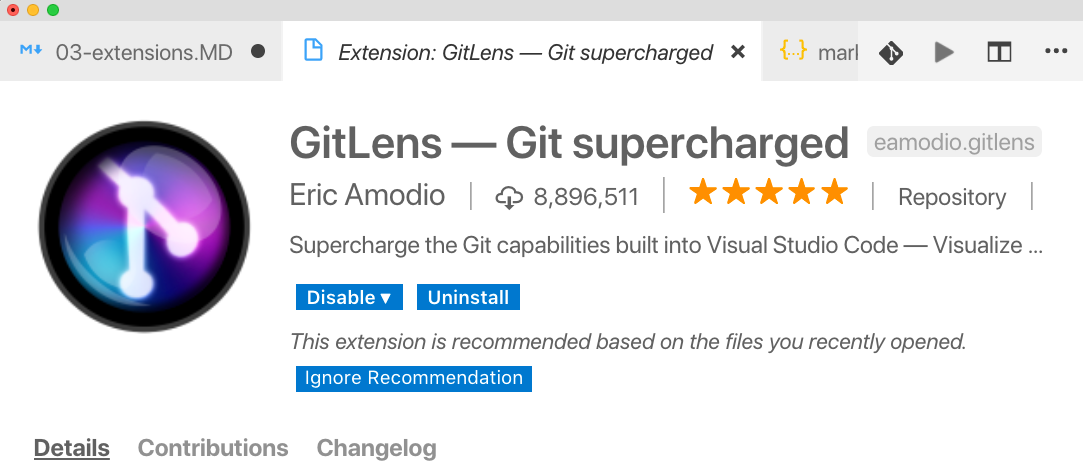 03-extensions.MD Extension: GitLens — Git supercharged {..} marl
GitLens — Git supercharged eamodio.gitlens
Eric Amodio | 8,896,511 | ★★★★★ | Repository |
Supercharge the Git capabilities built into Visual Studio Code — Visualize ...
Disable ▾ Uninstall
This extension is recommended based on the files you recently opened.
Ignore Recommendation
Details Contributions Changelog